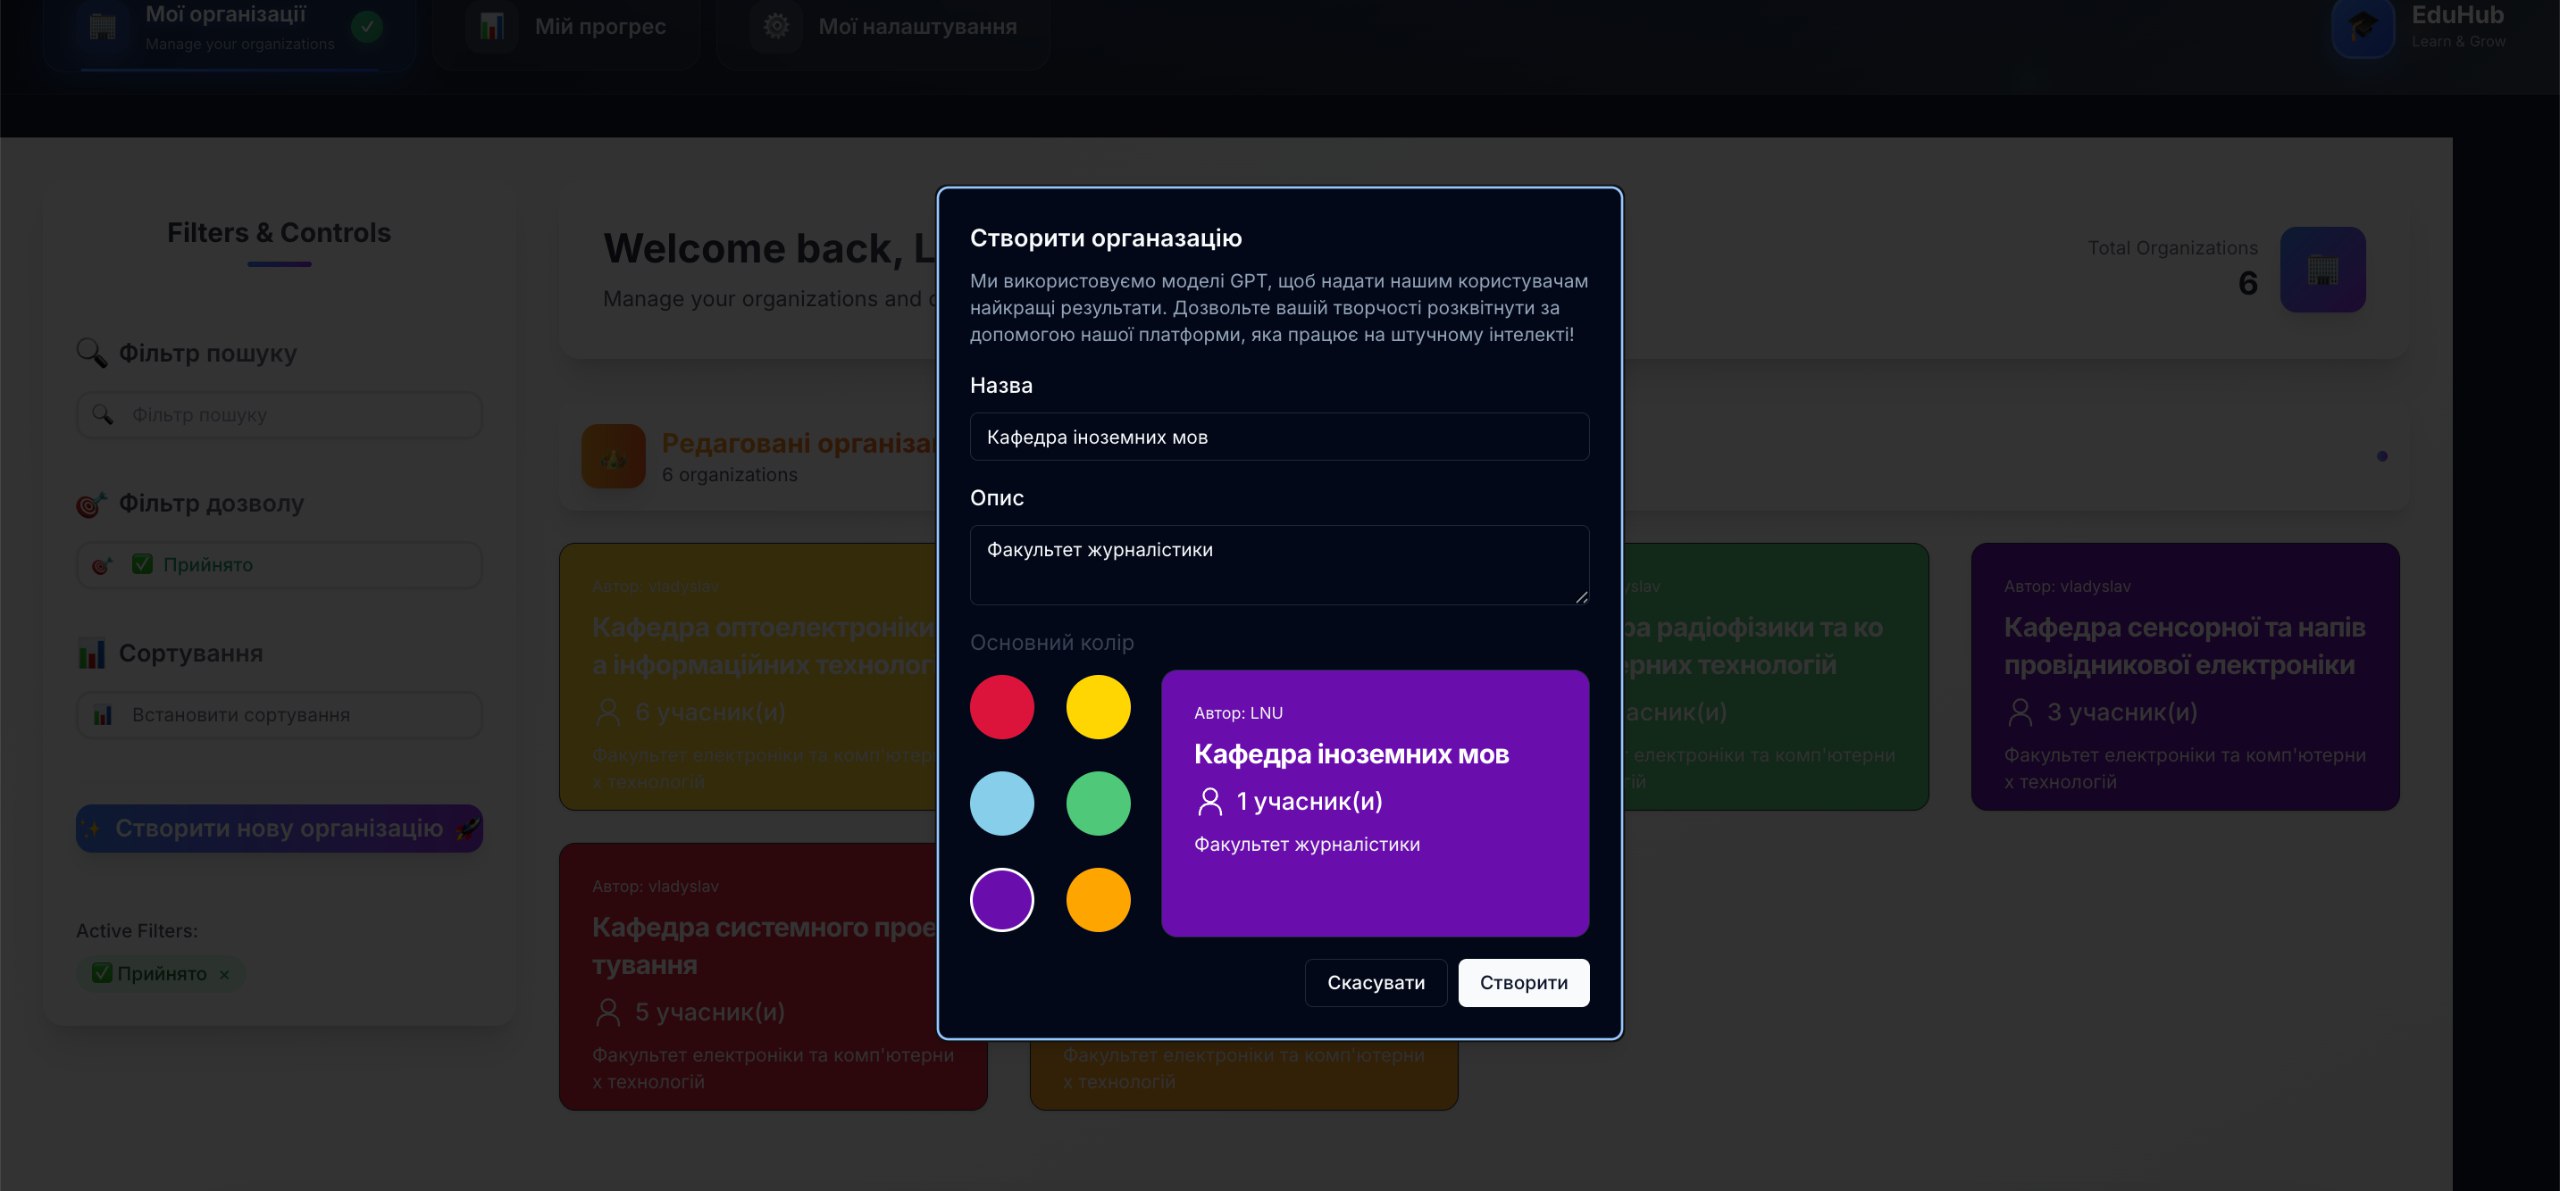 Мої організації
Manage your organizations
Мій прогрес
Мої налаштування
EduHub
Learn & Grow
Filters & Controls
Фільтр пошуку
Фільтр пошуку
Фільтр дозволу
Прийнято
Сортування
Встановити сортування
Створити нову організацію
Active Filters:
Прийнято ×
Welcome back, L
Manage your organizations and
Total Organizations
6
Редаговані організа
6 organizations
Автор: vladyslav
Кафедра оптоелектроніки
а інформаційних технолог
6 учасник(и)
Факультет електроніки та комп'ютерн
х технологій
yslav
ра радіофізики та ко
ерних технологій
асник(и)
електроніки та комп'ютерни
гій
Автор: vladyslav
Кафедра сенсорної та напів
провідникової електроніки
3 учасник(и)
Факультет електроніки та комп'ютерни
х технологій
Автор: vladyslav
Кафедра системного прое
тування
5 учасник(и)
Факультет електроніки та комп'ютерни
х технологій
Факультет електроніки та комп'ютерни
х технологій
Створити органазацію
Ми використовуємо моделі GPT, щоб надати нашим користувачам
найкращі результати. Дозвольте вашій творчості розквітнути за
допомогою нашої платформи, яка працює на штучному інтелекті!
Назва
Кафедра іноземних мов
Опис
Факультет журналістики
Основний колір
Автор: LNU
Кафедра іноземних мов
1 учасник(и)
Факультет журналістики
Скасувати
Створити